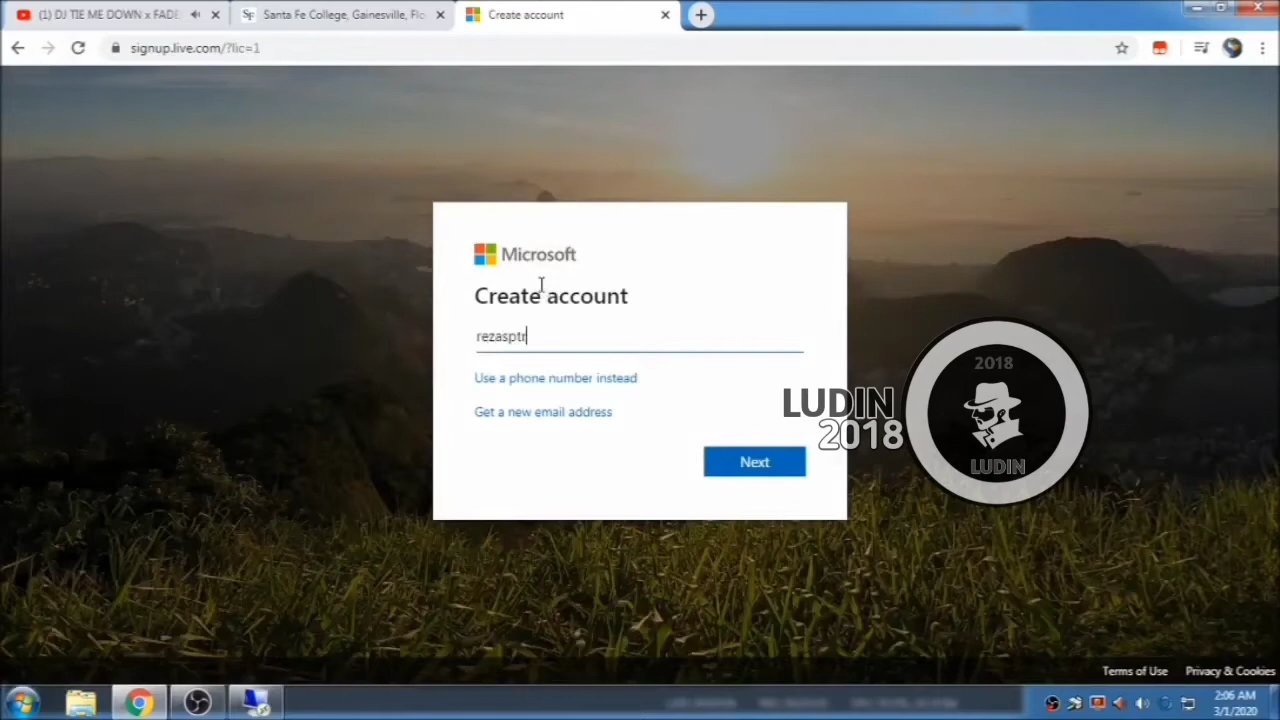 (1) DJ TIE ME DOWN x FADE
Santa Fe College, Gainesville, Flo
Create account
signup.live.com/?lic=1
Microsoft
Create account
rezasptr
Use a phone number instead
Get a new email address
Next
LUDIN
2018
2018
LUDIN
Terms of Use
Privacy & Cookies
2:06 AM
3/1/2020